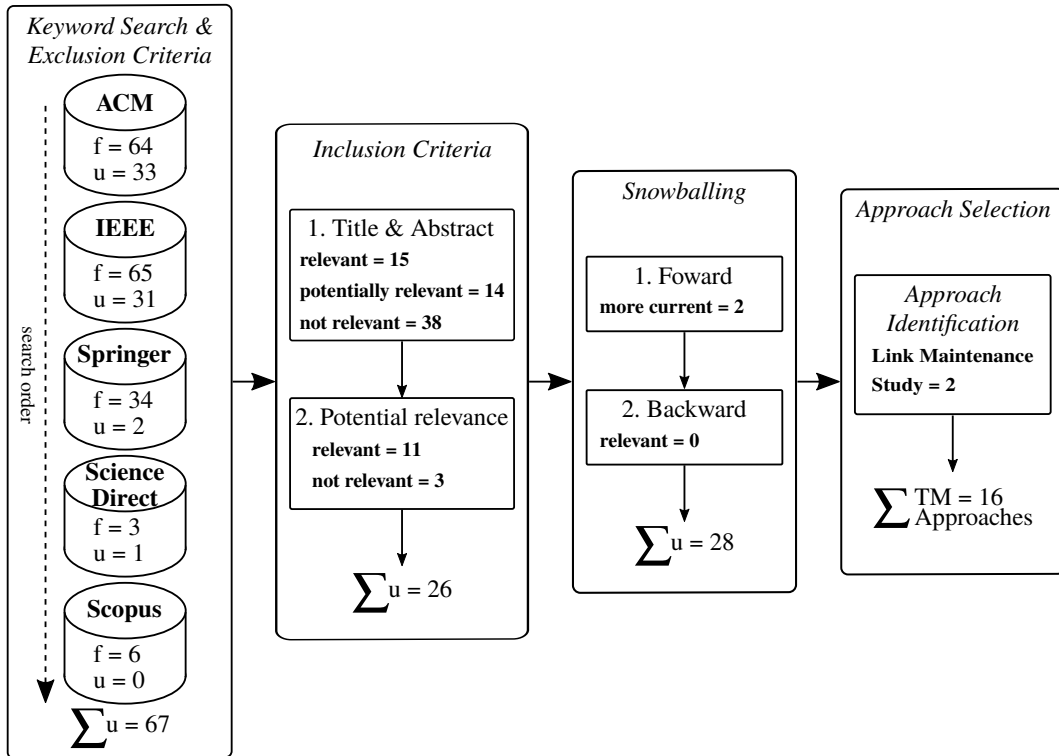 Keyword Search &
Exclusion Criteria
ACM
f = 64
u = 33
IEEE
f = 65
u = 31
Springer
f = 34
u = 2
Science
Direct
f = 3
u = 1
Scopus
f = 6
u = 0
∑ u = 67
search order
Inclusion Criteria
1. Title & Abstract
relevant = 15
potentially relevant = 14
not relevant = 38
2. Potential relevance
relevant = 11
not relevant = 3
∑ u = 26
Snowballing
1. Foward
more current = 2
2. Backward
relevant = 0
∑ u = 28
Approach Selection
Approach
Identification
Link Maintenance
Study = 2
∑ TM = 16
Approaches